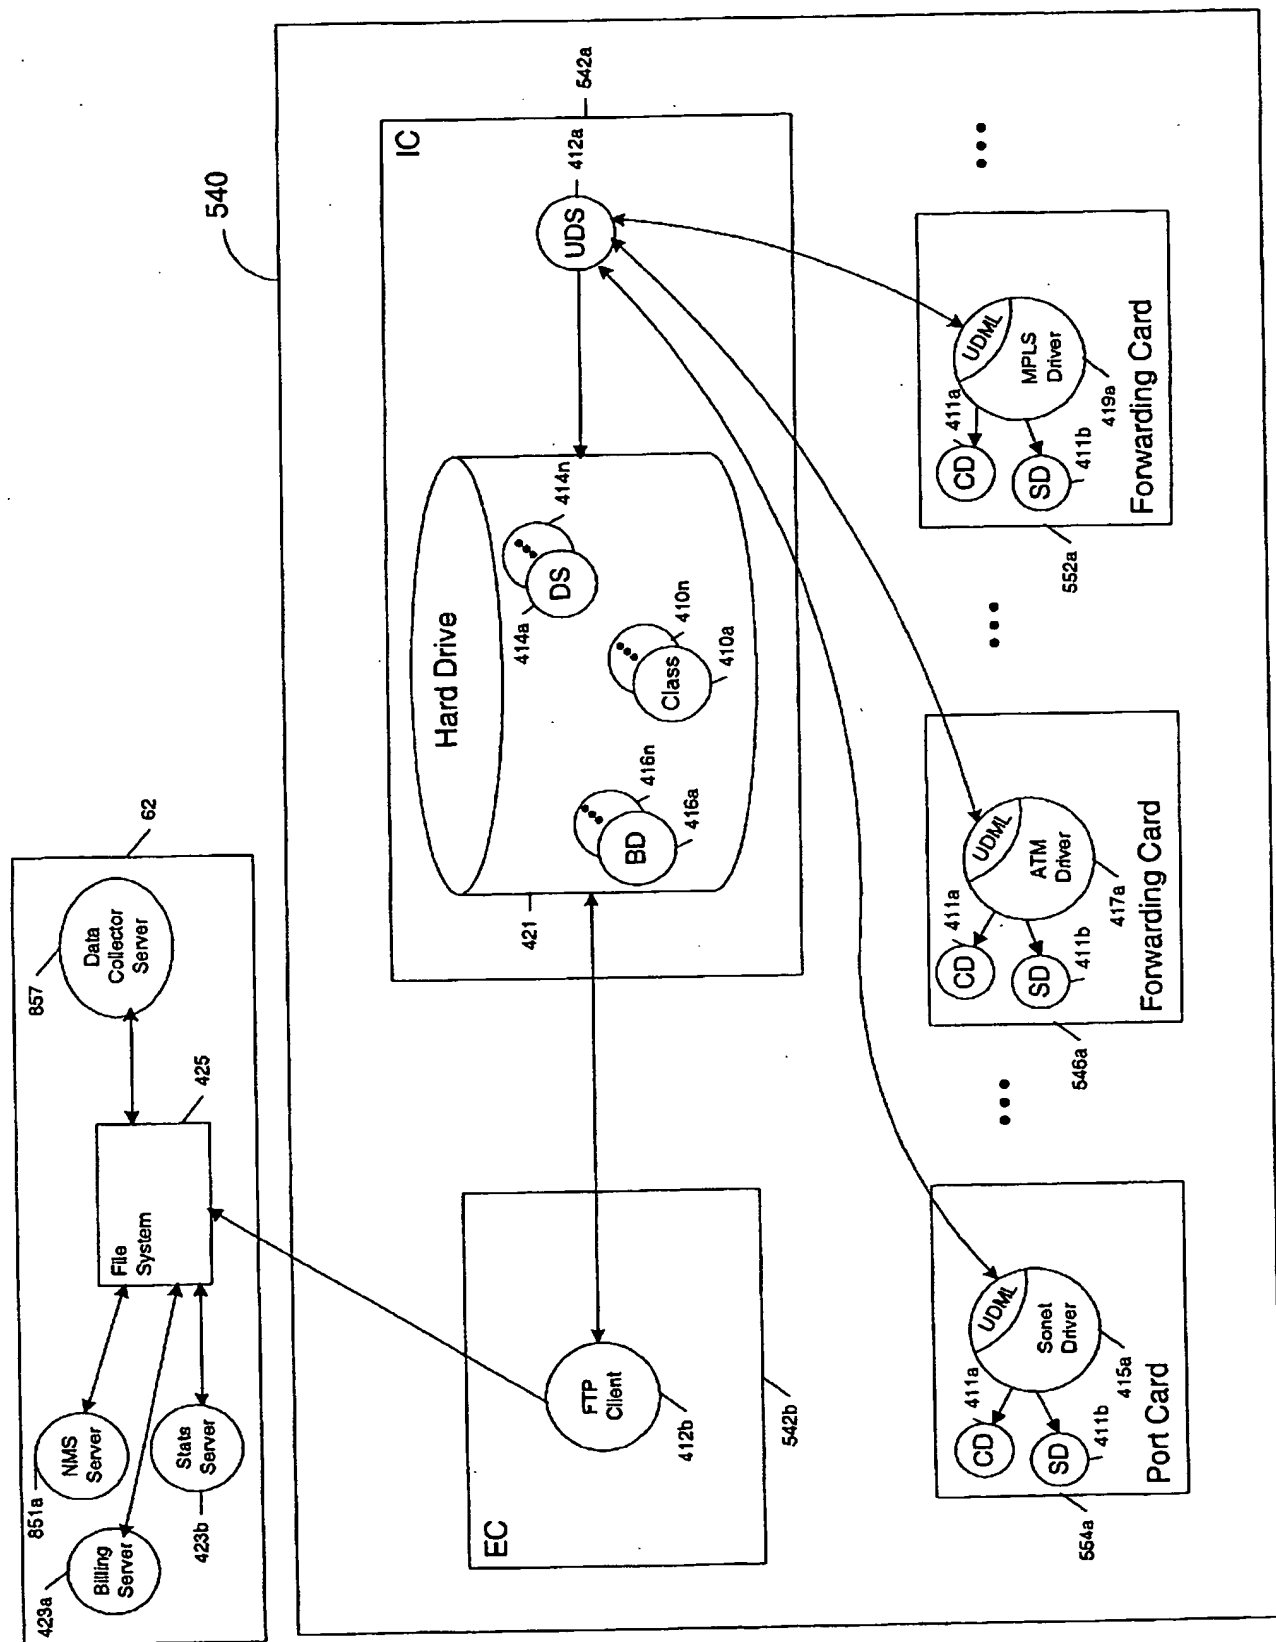 62
857
Data
Collector
Server
425
File
System
851a
NMS
Server
423a
Billing
Server
423b
Stats
Server
540
542a
IC
412a
UDS
421
Hard Drive
414n
414a
DS
410n
Class
410a
416n
BD
416a
EC
FTP
Client
412b
542b
554a
Port Card
UDML
Sonet
Driver
415a
411a
CD
SD
411b
546a
Forwarding Card
UDML
ATM
Driver
417a
411a
CD
SD
411b
552a
Forwarding Card
UDML
MPLS
Driver
419a
411a
CD
SD
411b